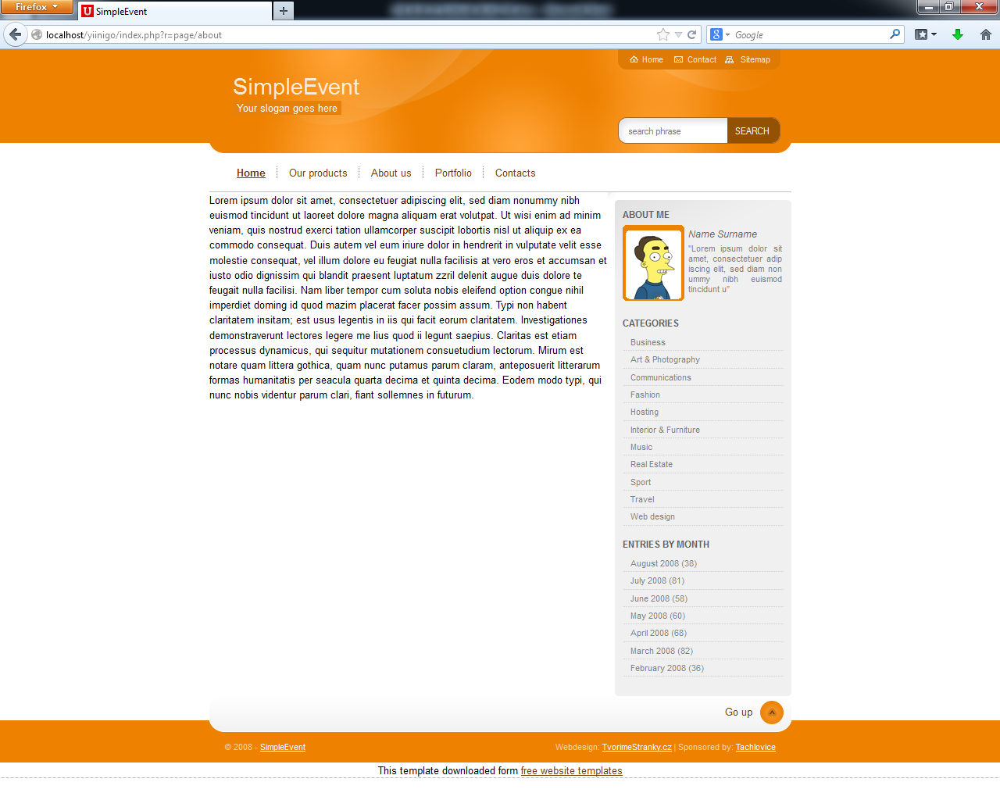 Firefox
SimpleEvent
localhost/yiinigo/index.php?r=page/about
Google
Home Contact Sitemap
SimpleEvent
Your slogan goes here
search phrase SEARCH
Home Our products About us Portfolio Contacts
Lorem ipsum dolor sit amet, consectetuer adipiscing elit, sed diam nonummy nibh
euismod tincidunt ut laoreet dolore magna aliquam erat volutpat. Ut wisi enim ad minim
veniam, quis nostrud exerci tation ullamcorper suscipit lobortis nisl ut aliquip ex ea
commodo consequat. Duis autem vel eum iriure dolor in hendrerit in vulputate velit esse
molestie consequat, vel illum dolore eu feugiat nulla facilisis at vero eros et accumsan et
iusto odio dignissim qui blandit praesent luptatum zzril delenit augue duis dolore te
feugait nulla facilisi. Nam liber tempor cum soluta nobis eleifend option congue nihil
imperdiet doming id quod mazim placerat facer possim assum. Typi non habent
claritatem insitam; est usus legentis in iis qui facit eorum claritatem. Investigationes
demonstraverunt lectores legere me lius quod ii legunt saepius. Claritas est etiam
processus dynamicus, qui sequitur mutationem consuetudium lectorum. Mirum est
notare quam littera gothica, quam nunc putamus parum claram, anteposuerit litterarum
formas humanitatis per seacula quarta decima et quinta decima. Eodem modo typi, qui
nunc nobis videntur parum clari, fiant sollemnes in futurum.
ABOUT ME
Name Surname
"Lorem ipsum dolor sit
amet, consectetuer adip
iscing elit, sed diam non
ummy nibh euismod
tincidunt u"
CATEGORIES
Business
Art & Photography
Communications
Fashion
Hosting
Interior & Furniture
Music
Real Estate
Sport
Travel
Web design
ENTRIES BY MONTH
August 2008 (38)
July 2008 (81)
June 2008 (58)
May 2008 (60)
April 2008 (68)
March 2008 (82)
February 2008 (36)
Go up
© 2008 - SimpleEvent
Webdesign: TvorimeStranky.cz | Sponsored by: Tachlovice
This template downloaded form free website templates